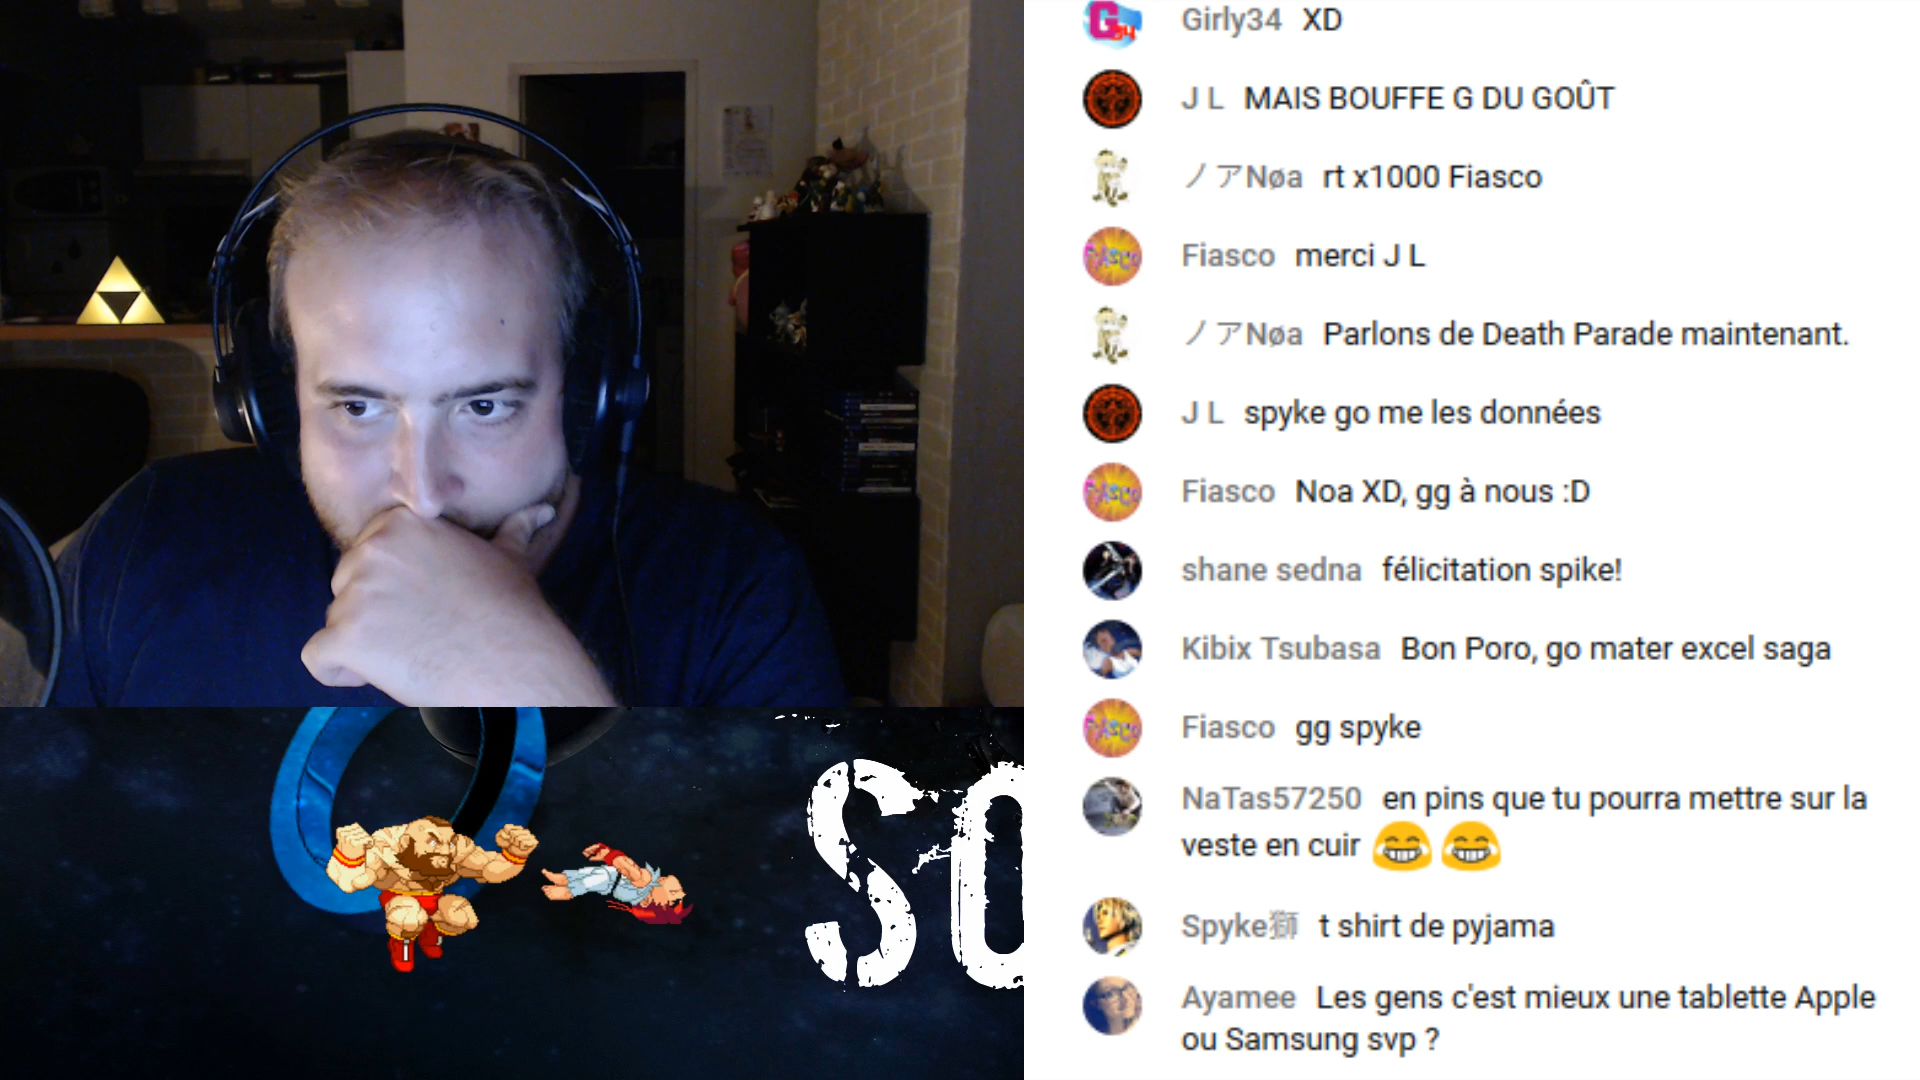 Girly34 XD
J L MAIS BOUFFE G DU GOÛT
ノアNøa rt x1000 Fiasco
Fiasco merci J L
ノアNøa Parlons de Death Parade maintenant.
J L spyke go me les données
Fiasco Noa XD, gg à nous :D
shane sedna félicitation spike!
Kibix Tsubasa Bon Poro, go mater excel saga
Fiasco gg spyke
NaTas57250 en pins que tu pourra mettre sur la
veste en cuir 😂 😂
Spyke獅 t shirt de pyjama
Ayamee Les gens c'est mieux une tablette Apple
ou Samsung svp ?
SO